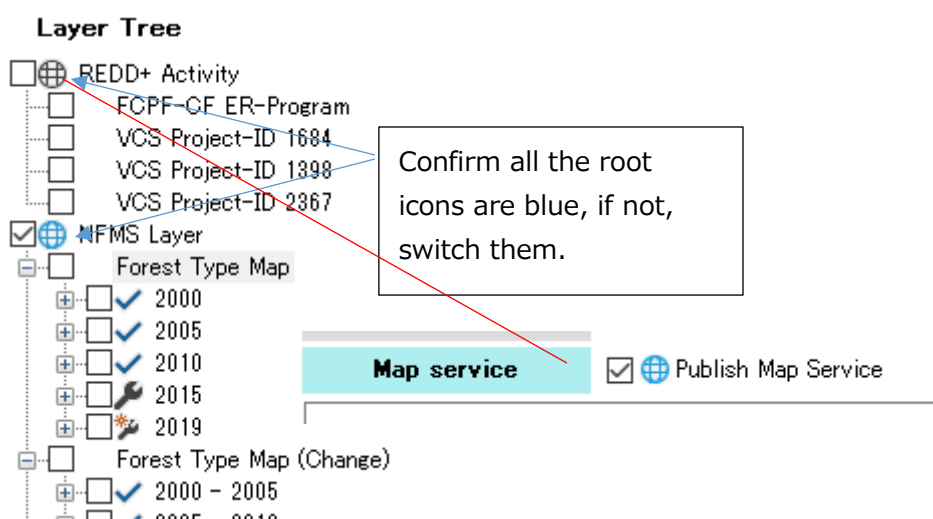 Layer Tree
REDD+ Activity
FCPF-CF ER-Program
VCS Project-ID 1684
VCS Project-ID 1398
VCS Project-ID 2367
NFMS Layer
Forest Type Map
2000
2005
2010
2015
2019
Forest Type Map (Change)
2000 - 2005
2005 - 2010
Confirm all the root
icons are blue, if not,
switch them.
Map service
Publish Map Service